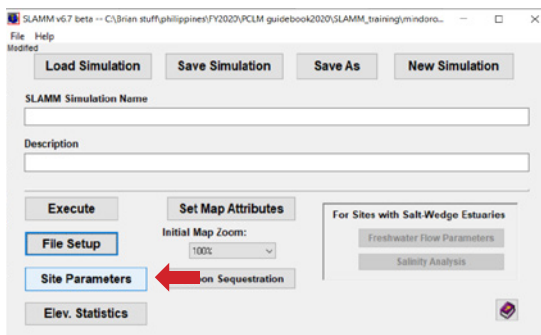 SLAMM v6.7 beta -- C:\Brian stuff\philippines\FY2020\PCLM guidebook2020\SLAMM_training\mindoro...
File Help
Modified
Load Simulation Save Simulation Save As New Simulation
SLAMM Simulation Name
Description
Execute Set Map Attributes
For Sites with Salt-Wedge Estuaries
File Setup Initial Map Zoom:
100% Freshwater Flow Parameters
Salinity Analysis
Site Parameters on Sequestration
Elev. Statistics